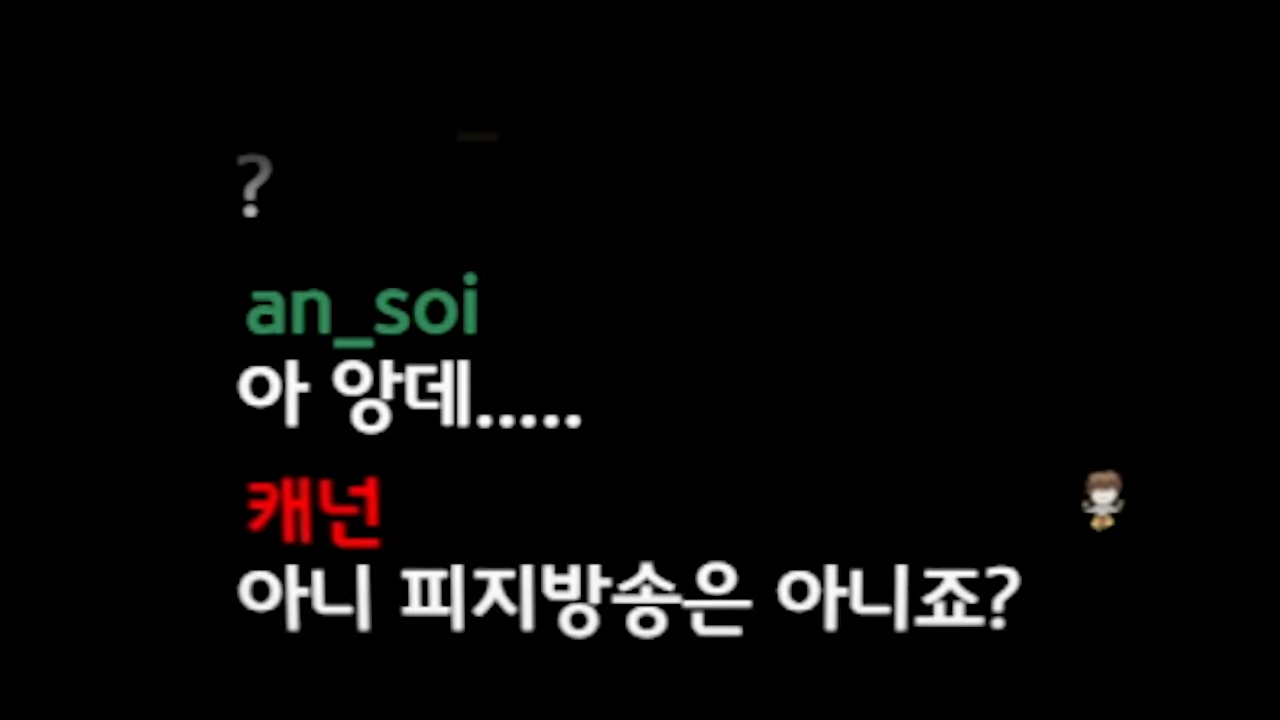 ?
an_soi
아 앙데.....
캐넌
아니 피지방송은 아니죠?